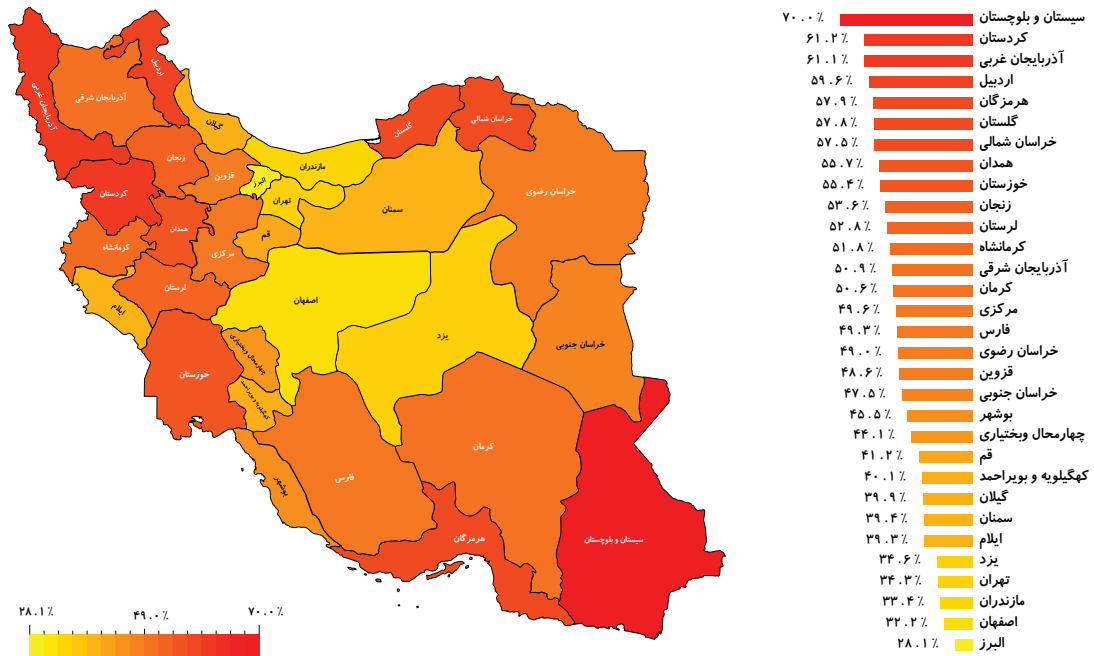 سیستان و بلوچستان ۷۰.۰٪
کردستان ۶۱.۲٪
آذربایجان غربی ۶۱.۱٪
اردبیل ۵۹.۶٪
هرمزگان ۵۷.۹٪
گلستان ۵۷.۸٪
خراسان شمالی ۵۷.۵٪
همدان ۵۵.۷٪
خوزستان ۵۵.۴٪
زنجان ۵۳.۶٪
لرستان ۵۲.۸٪
کرمانشاه ۵۱.۸٪
آذربایجان شرقی ۵۰.۹٪
کرمان ۵۰.۶٪
مرکزی ۴۹.۶٪
فارس ۴۹.۳٪
خراسان رضوی ۴۹.۰٪
قزوین ۴۸.۶٪
خراسان جنوبی ۴۷.۵٪
بوشهر ۴۵.۵٪
چهارمحال وبختیاری ۴۴.۱٪
قم ۴۱.۲٪
کهگیلویه و بویراحمد ۴۰.۱٪
گیلان ۳۹.۹٪
سمنان ۳۹.۴٪
ایلام ۳۹.۳٪
یزد ۳۴.۶٪
تهران ۳۴.۳٪
مازندران ۳۳.۴٪
اصفهان ۳۲.۲٪
البرز ۲۸.۱٪
اردبیل
آذربایجان شرقی
آذربایجان غربی
گیلان
خراسان شمالی
گلستان
زنجان
مازندران
قزوین
البرز
خراسان رضوی
کردستان
تهران
سمنان
همدان
قم
کرمانشاه
مرکزی
لرستان
اصفهان
ایلام
یزد
خراسان جنوبی
چهارمحال وبختیاری
خوزستان
کهگیلویه و بویراحمد
کرمان
فارس
بوشهر
هرمزگان
سیستان و بلوچستان
۲۸.۱٪ ۴۹.۰٪ ۷۰.۰٪